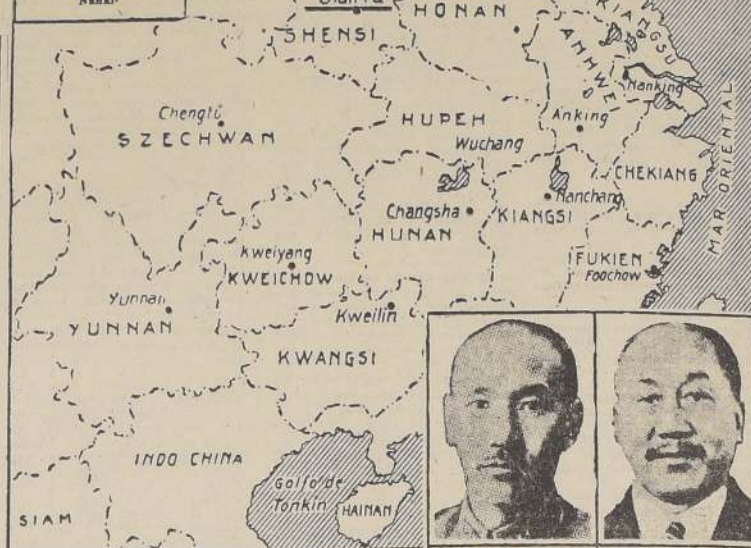 HONAN
SHENSI
KIANGSU
ANHWEI
Nanking
Chengtu
SZECHWAN
HUPEH
Wuchang
Anking
CHEKIANG
MAR ORIENTAL
Changsha
HUNAN
Nanchang
KIANGSI
Kweiyang
KWEICHOW
FUKIEN
Foochow
Yunnan
YUNNAN
Kweilin
KWANGSI
INDO CHINA
Golfo de
Tonkin
HAINAN
SIAM